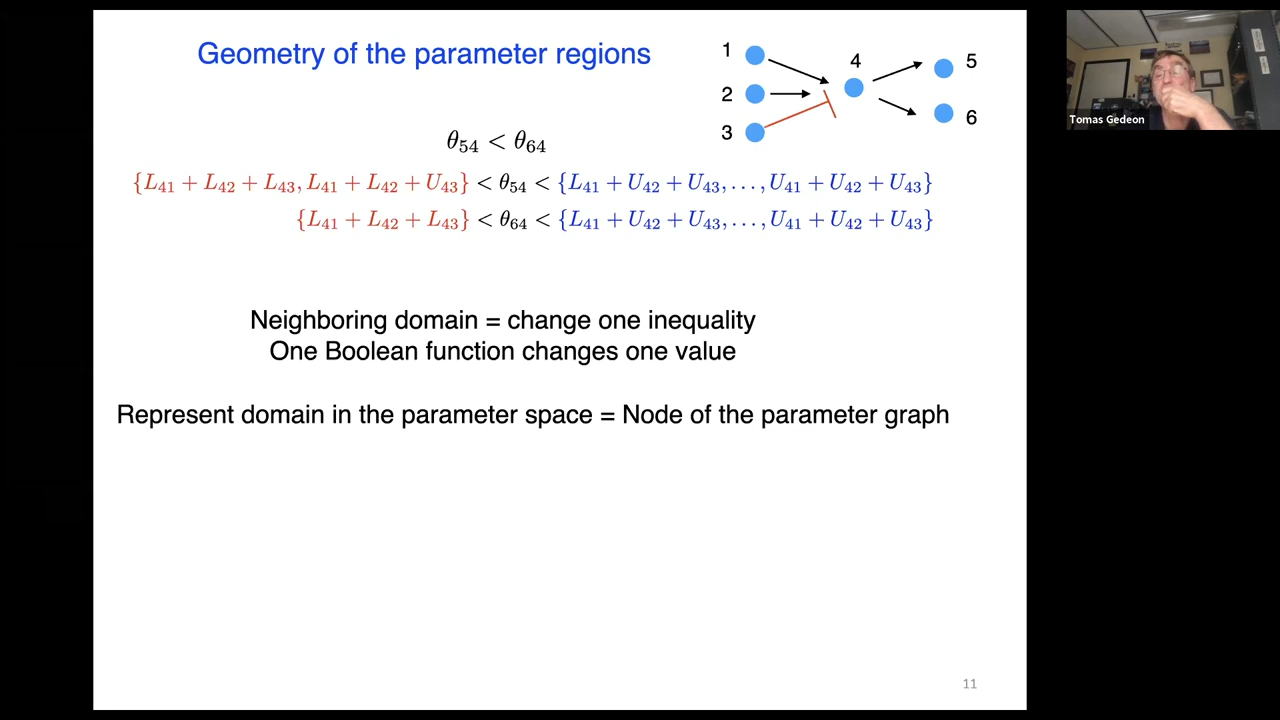 Geometry of the parameter regions
1
2
3
4
5
6
θ54 < θ64
{L41 + L42 + L43, L41 + L42 + U43} < θ54 < {L41 + U42 + U43, . . . , U41 + U42 + U43}
{L41 + L42 + L43} < θ64 < {L41 + U42 + U43, . . . , U41 + U42 + U43}
Neighboring domain = change one inequality
One Boolean function changes one value
Represent domain in the parameter space = Node of the parameter graph
11
Tomas Gedeon